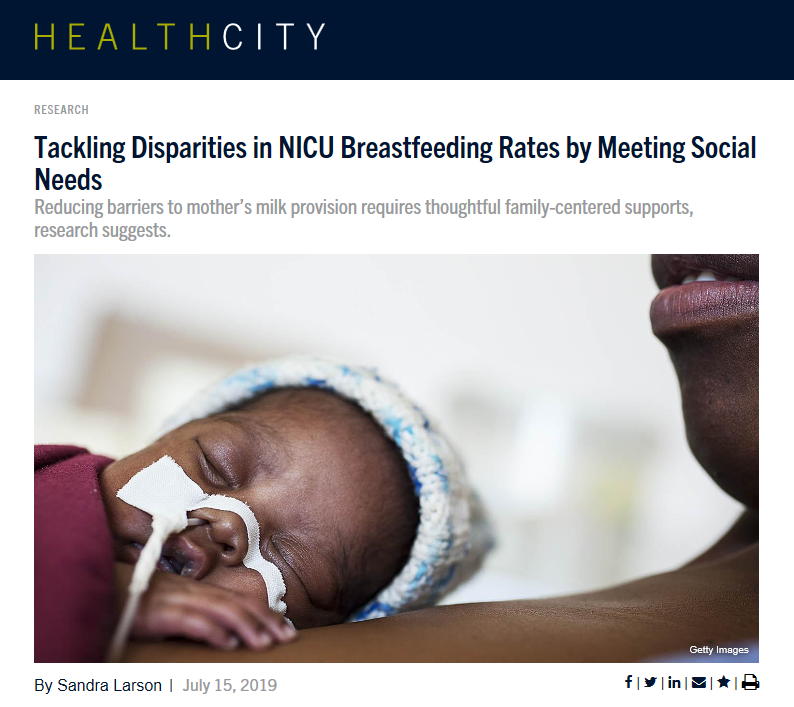 HEALTHCITY
RESEARCH
Tackling Disparities in NICU Breastfeeding Rates by Meeting Social
Needs
Reducing barriers to mother's milk provision requires thoughtful family-centered supports,
research suggests.
Getty Images
By Sandra Larson | July 15, 2019